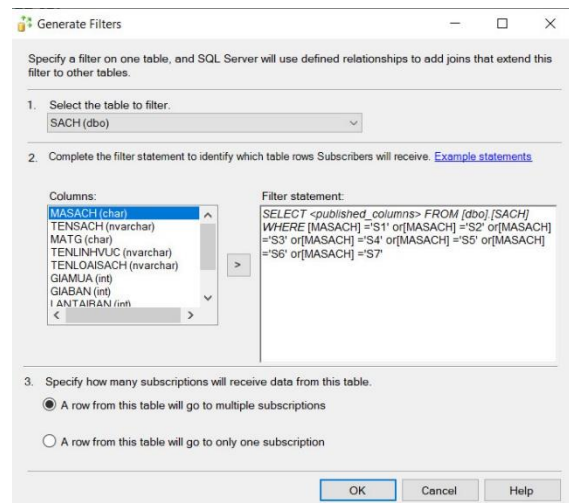 Generate Filters
Specify a filter on one table, and SQL Server will use defined relationships to add joins that extend this
filter to other tables.
1. Select the table to filter.
SACH (dbo)
2. Complete the filter statement to identify which table rows Subscribers will receive. Example statements
Columns:
MASACH (char)
TENSACH (nvarchar)
MATG (char)
TENLINHVUC (nvarchar)
TENLOAISACH (nvarchar)
GIAMUA (int)
GIABAN (int)
LANTAIBAN (int)
>
Filter statement:
SELECT <published_columns> FROM [dbo].[SACH]
WHERE [MASACH] ='S1' or[MASACH] ='S2' or[MASACH]
='S3' or[MASACH] ='S4' or[MASACH] ='S5' or[MASACH]
='S6' or[MASACH] ='S7'
3. Specify how many subscriptions will receive data from this table.
A row from this table will go to multiple subscriptions
A row from this table will go to only one subscription
OK
Cancel
Help